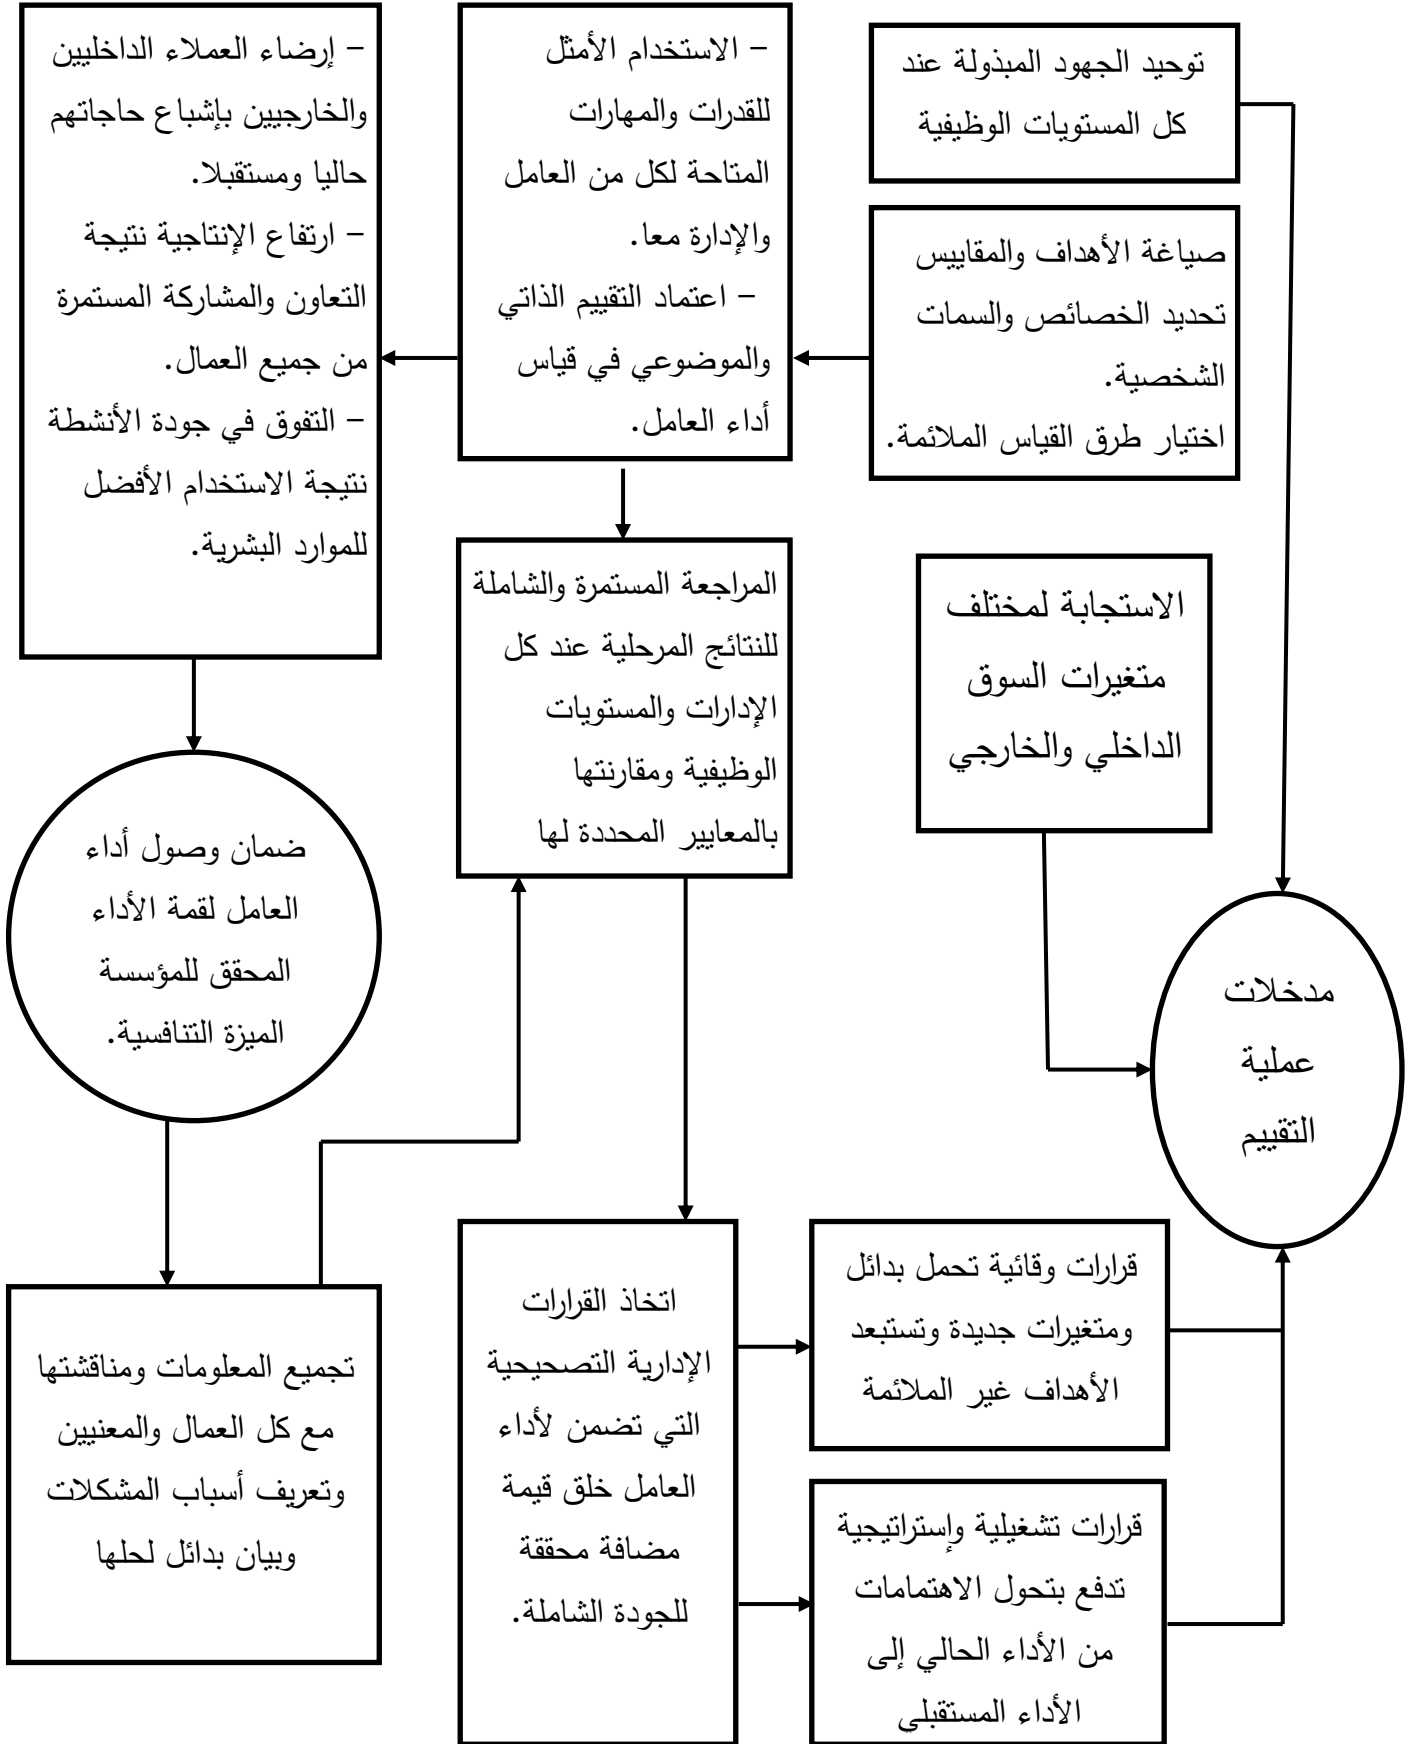 توحيد الجهود المبذولة عند
كل المستويات الوظيفية
صياغة الأهداف والمقاييس
تحديد الخصائص والسمات
الشخصية.
اختيار طرق القياس الملائمة.
– الاستخدام الأمثل
للقدرات والمهارات
المتاحة لكل من العامل
والإدارة معا.
– اعتماد التقييم الذاتي
والموضوعي في قياس
أداء العامل.
– إرضاء العملاء الداخليين
والخارجيين بإشباع حاجاتهم
حاليا ومستقبلا.
– ارتفاع الإنتاجية نتيجة
التعاون والمشاركة المستمرة
من جميع العمال.
– التفوق في جودة الأنشطة
نتيجة الاستخدام الأفضل
للموارد البشرية.
الاستجابة لمختلف
متغيرات السوق
الداخلي والخارجي
المراجعة المستمرة والشاملة
للنتائج المرحلية عند كل
الإدارات والمستويات
الوظيفية ومقارنتها
بالمعايير المحددة لها
ضمان وصول أداء
العامل لقمة الأداء
المحقق للمؤسسة
الميزة التنافسية.
مدخلات
عملية
التقييم
قرارات وقائية تحمل بدائل
ومتغيرات جديدة وتستبعد
الأهداف غير الملائمة
اتخاذ القرارات
الإدارية التصحيحية
التي تضمن لأداء
العامل خلق قيمة
مضافة محققة
للجودة الشاملة.
تجميع المعلومات ومناقشتها
مع كل العمال والمعنيين
وتعريف أسباب المشكلات
وبيان بدائل لحلها
قرارات تشغيلية وإستراتيجية
تدفع بتحول الاهتمامات
من الأداء الحالي إلى
الأداء المستقبلي